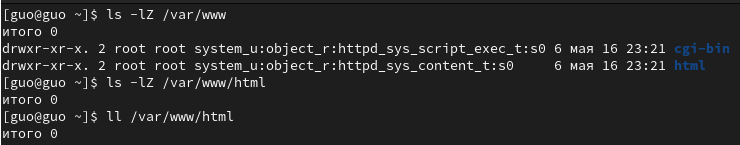 [guo@guo ~]$ ls -lZ /var/www
итого 0
drwxr-xr-x. 2 root root system_u:object_r:httpd_sys_script_exec_t:s0 6 мая 16 23:21 cgi-bin
drwxr-xr-x. 2 root root system_u:object_r:httpd_sys_content_t:s0     6 мая 16 23:21 html
[guo@guo ~]$ ls -lZ /var/www/html
итого 0
[guo@guo ~]$ ll /var/www/html
итого 0